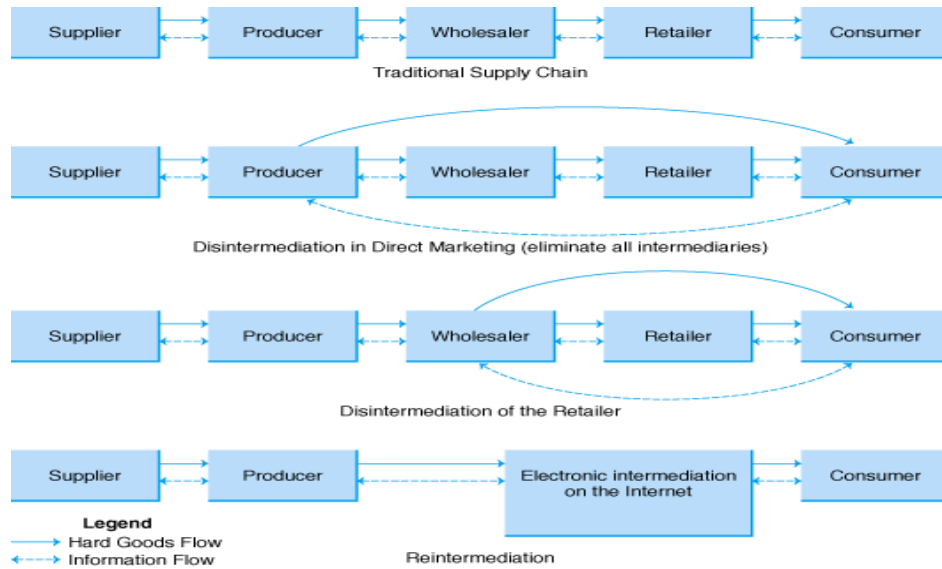 Supplier Producer Wholesaler Retailer Consumer
Traditional Supply Chain
Supplier Producer Wholesaler Retailer Consumer
Disintermediation in Direct Marketing (eliminate all intermediaries)
Supplier Producer Wholesaler Retailer Consumer
Disintermediation of the Retailer
Supplier Producer Electronic intermediation Consumer
on the Internet
Legend
Hard Goods Flow
Information Flow
Reintermediation